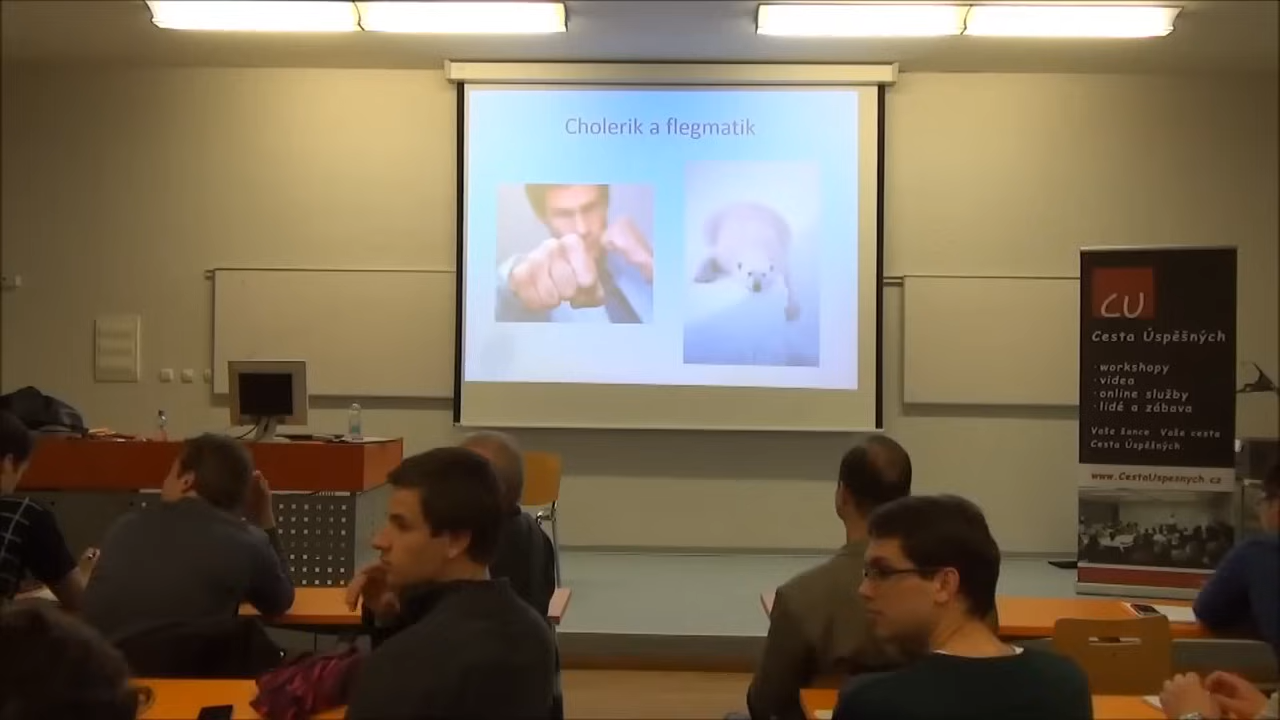 Cholerik a flegmatik
CU
Cesta Úspěšných
· workshopy
· videa
· online služby
· lidé a zábava
Vaše šance. Vaše cesta
Cesta Úspěšných
www.CestaUspesnych.cz